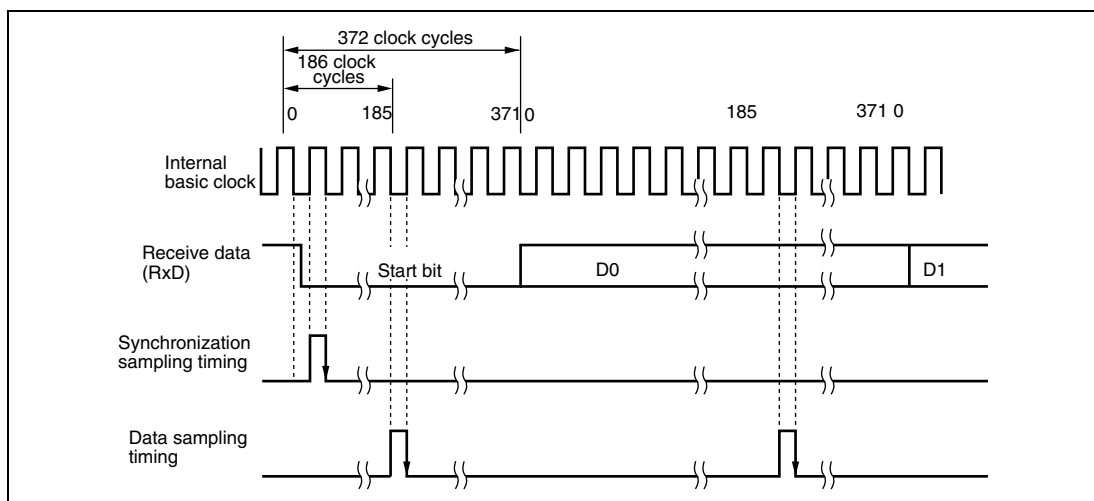 372 clock cycles
186 clock
cycles
0 185 371 0 185 371 0
Internal
basic clock
Receive data
(RxD)
Start bit D0 D1
Synchronization
sampling timing
Data sampling
timing